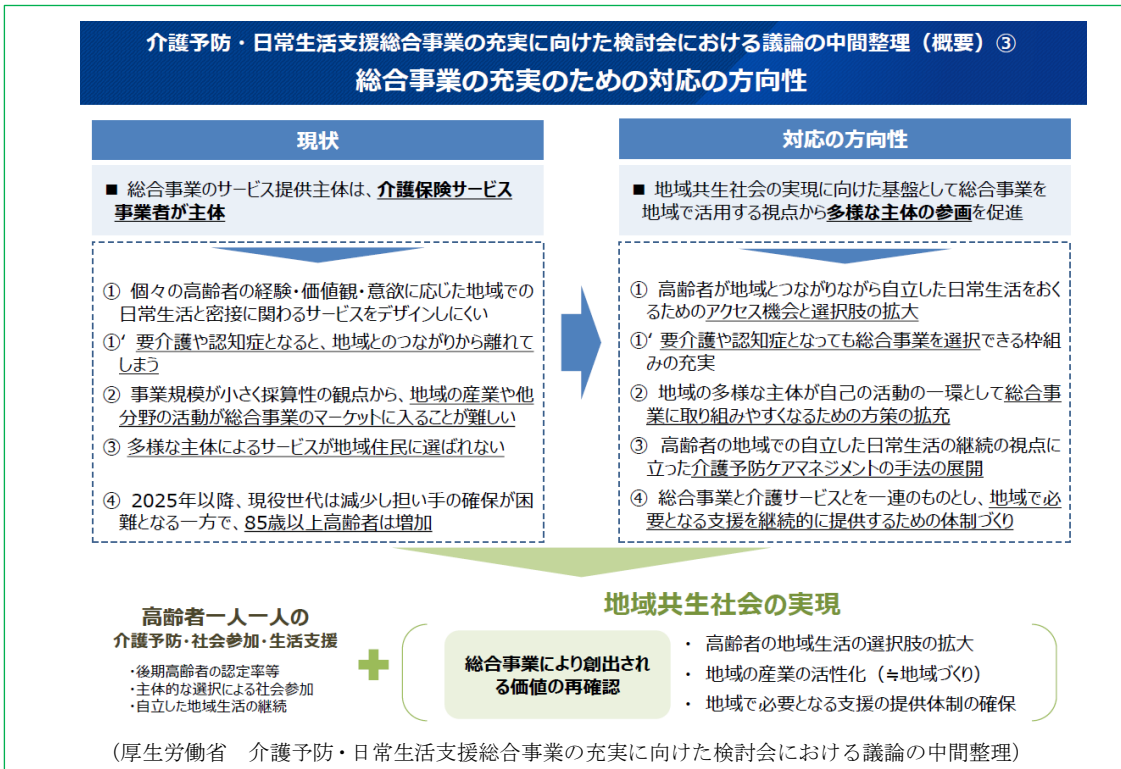 介護予防・日常生活支援総合事業の充実に向けた検討会における議論の中間整理（概要）③
総合事業の充実のための対応の方向性
現状
■ 総合事業のサービス提供主体は、介護保険サービス
事業者が主体
① 個々の高齢者の経験・価値観・意欲に応じた地域での
日常生活と密接に関わるサービスをデザインしにくい
①’ 要介護や認知症となると、地域とのつながりから離れて
しまう
② 事業規模が小さく採算性の観点から、地域の産業や他
分野の活動が総合事業のマーケットに入ることが難しい
③ 多様な主体によるサービスが地域住民に選ばれない
④ 2025年以降、現役世代は減少し担い手の確保が困
難となる一方で、85歳以上高齢者は増加
対応の方向性
■ 地域共生社会の実現に向けた基盤として総合事業を
地域で活用する視点から多様な主体の参画を促進
① 高齢者が地域とつながりながら自立した日常生活をおく
るためのアクセス機会と選択肢の拡大
①’ 要介護や認知症となっても総合事業を選択できる枠組
みの充実
② 地域の多様な主体が自己の活動の一環として総合事
業に取り組みやすくなるための方策の拡充
③ 高齢者の地域での自立した日常生活の継続の視点に
立った介護予防ケアマネジメントの手法の展開
④ 総合事業と介護サービスとを一連のものとし、地域で必
要となる支援を継続的に提供するための体制づくり
高齢者一人一人の
介護予防・社会参加・生活支援
・後期高齢者の認定率等
・主体的な選択による社会参加
・自立した地域生活の継続
地域共生社会の実現
総合事業により創出され
る価値の再確認
・ 高齢者の地域生活の選択肢の拡大
・ 地域の産業の活性化（≒地域づくり）
・ 地域で必要となる支援の提供体制の確保
（厚生労働省　介護予防・日常生活支援総合事業の充実に向けた検討会における議論の中間整理）